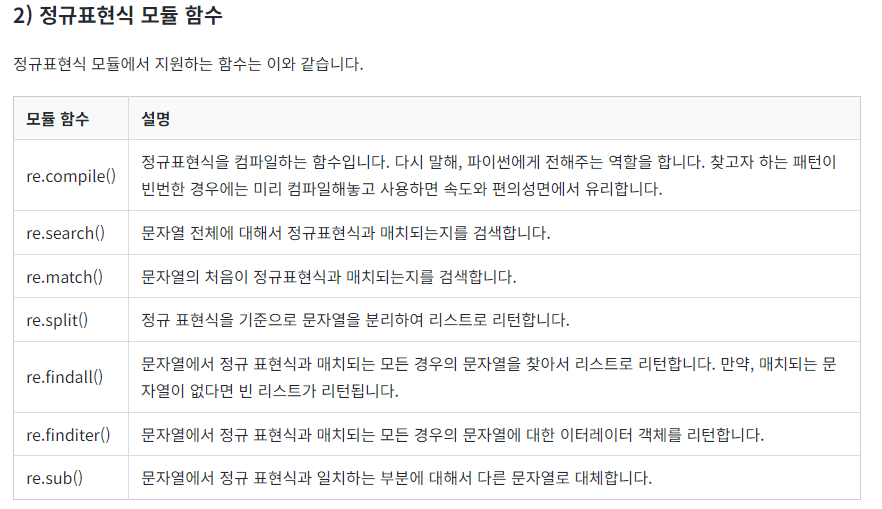 2) 정규표현식 모듈 함수
정규표현식 모듈에서 지원하는 함수는 이와 같습니다.
모듈 함수 설명
re.compile() 정규표현식을 컴파일하는 함수입니다. 다시 말해, 파이썬에게 전해주는 역할을 합니다. 찾고자 하는 패턴이
빈번한 경우에는 미리 컴파일해놓고 사용하면 속도와 편의성면에서 유리합니다.
re.search() 문자열 전체에 대해서 정규표현식과 매치되는지를 검색합니다.
re.match() 문자열의 처음이 정규표현식과 매치되는지를 검색합니다.
re.split() 정규 표현식을 기준으로 문자열을 분리하여 리스트로 리턴합니다.
re.findall() 문자열에서 정규 표현식과 매치되는 모든 경우의 문자열을 찾아서 리스트로 리턴합니다. 만약, 매치되는 문
자열이 없다면 빈 리스트가 리턴됩니다.
re.finditer() 문자열에서 정규 표현식과 매치되는 모든 경우의 문자열에 대한 이터레이터 객체를 리턴합니다.
re.sub() 문자열에서 정규 표현식과 일치하는 부분에 대해서 다른 문자열로 대체합니다.